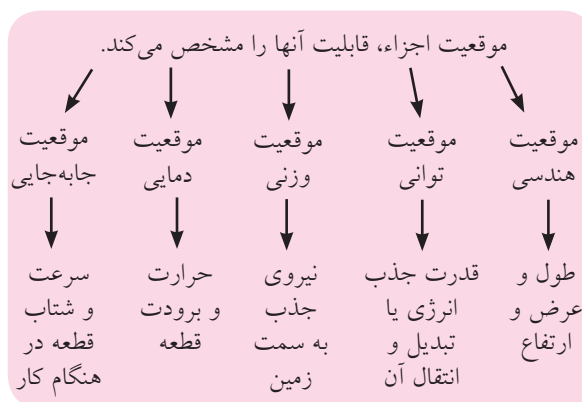 موقعیت اجزاء، قابلیت آنها را مشخص می‌کند.
موقعیت
هندسی
موقعیت
توانی
موقعیت
وزنی
موقعیت
دمایی
موقعیت
جابه‌جایی
طول و
عرض و
ارتفاع
قدرت جذب
انرژی یا
تبدیل و
انتقال آن
نیروی
جذب
به سمت
زمین
حرارت
و برودت
قطعه
سرعت
و شتاب
قطعه در
هنگام کار